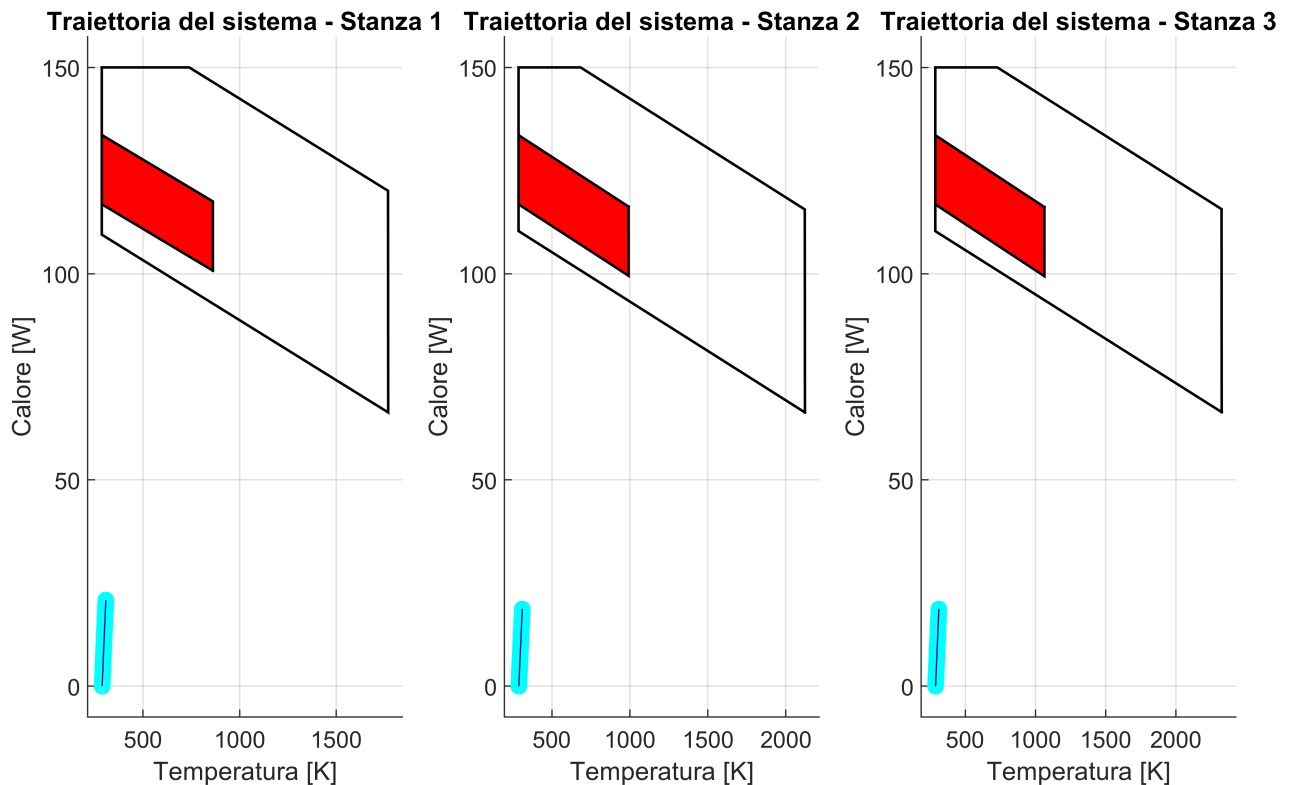 Traiettoria del sistema - Stanza 1
150
100
50
0
Calore [W]
500 1000 1500
Temperatura [K]
Traiettoria del sistema - Stanza 2
150
100
50
0
Calore [W]
500 1000 1500 2000
Temperatura [K]
Traiettoria del sistema - Stanza 3
150
100
50
0
Calore [W]
500 1000 1500 2000
Temperatura [K]